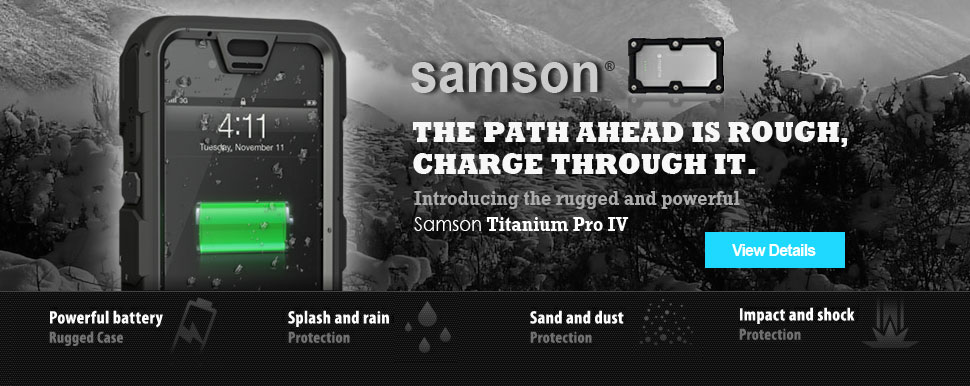 3G
4:11
Tuesday, November 11
samson®
THE PATH AHEAD IS ROUGH,
CHARGE THROUGH IT.
Introducing the rugged and powerful
Samson Titanium Pro IV
View Details
Powerful battery
Rugged Case
Splash and rain
Protection
Sand and dust
Protection
Impact and shock
Protection